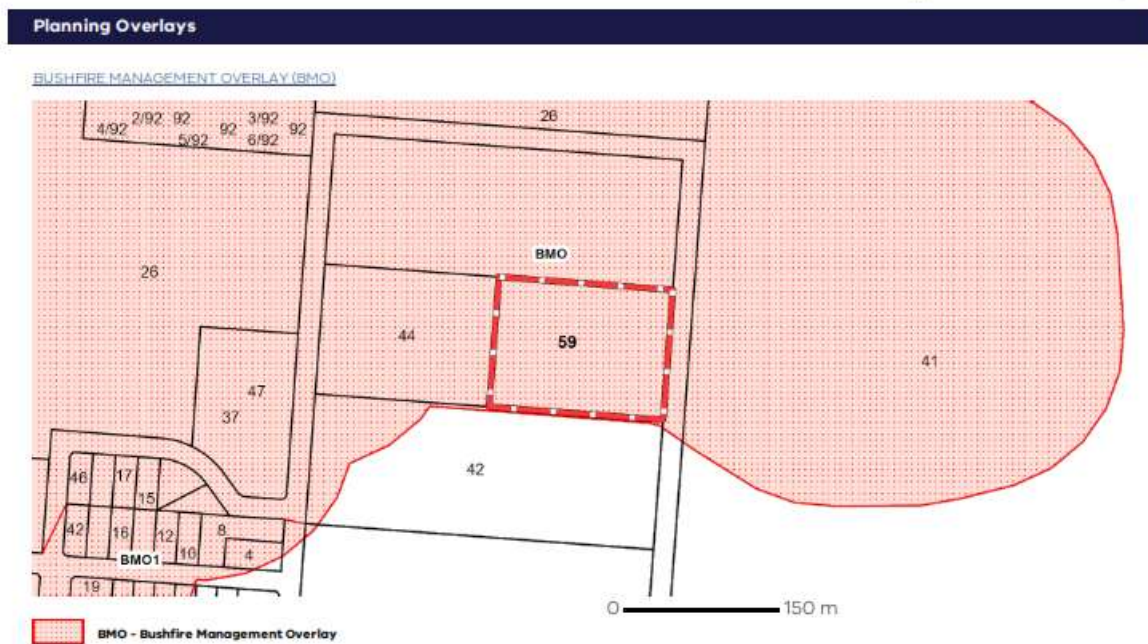 Planning Overlays
BUSHFIRE MANAGEMENT OVERLAY (BMO)
2/92 92 3/92
4/92 92 92
5/92 6/92
26
26
BMO
59
44
41
47
37
42
46
17
15
42
16
12
8
10
4
BMO1
19
0 150 m
BMO - Bushfire Management Overlay